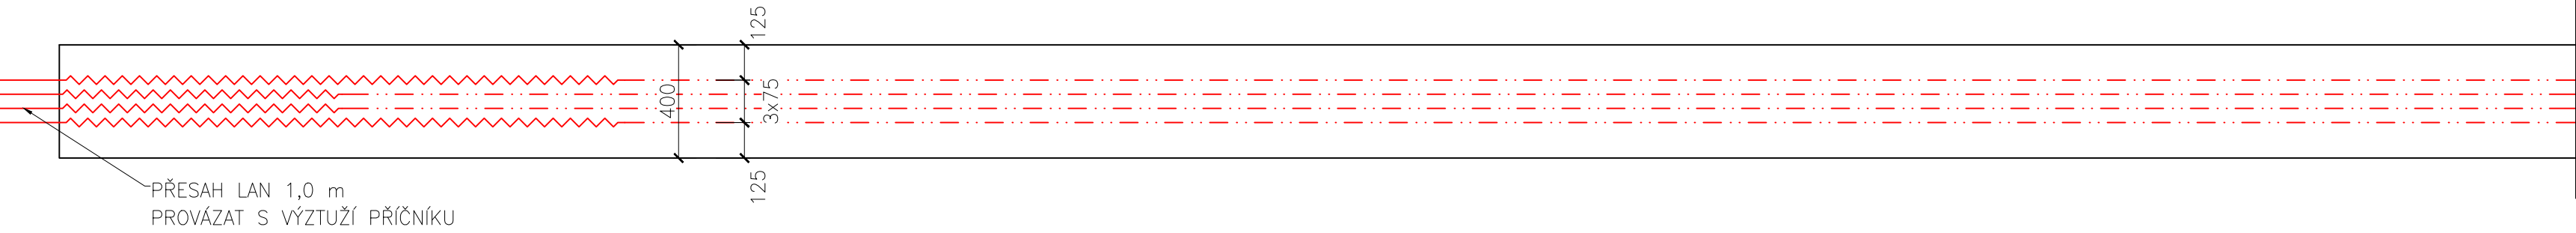 125
400
3x75
125
PŘESAH LAN 1,0 m
PROVÁZAT S VÝZTUŽÍ PŘÍČNÍKU